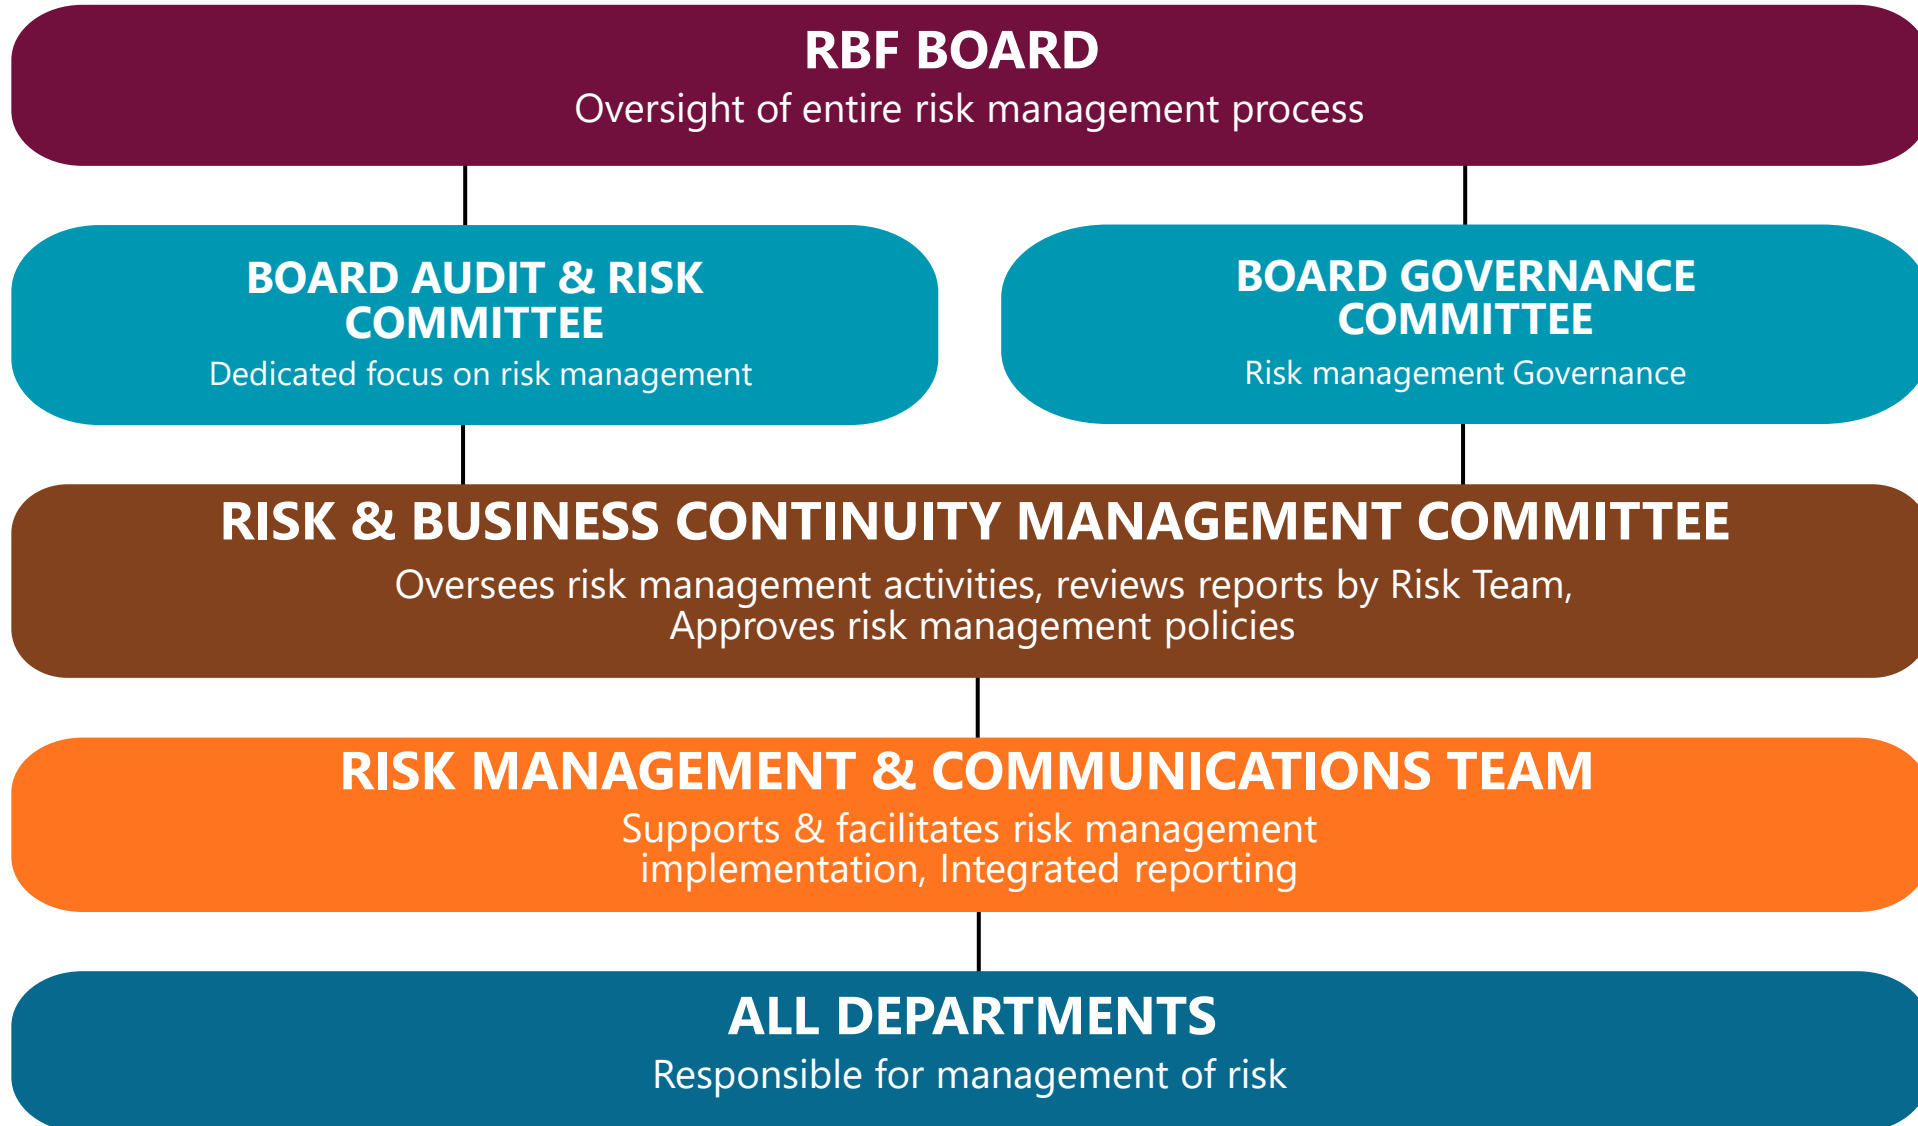 RBF BOARD
Oversight of entire risk management process
BOARD AUDIT & RISK
COMMITTEE
Dedicated focus on risk management
BOARD GOVERNANCE
COMMITTEE
Risk management Governance
RISK & BUSINESS CONTINUITY MANAGEMENT COMMITTEE
Oversees risk management activities, reviews reports by Risk Team,
Approves risk management policies
RISK MANAGEMENT & COMMUNICATIONS TEAM
Supports & facilitates risk management
implementation, Integrated reporting
ALL DEPARTMENTS
Responsible for management of risk